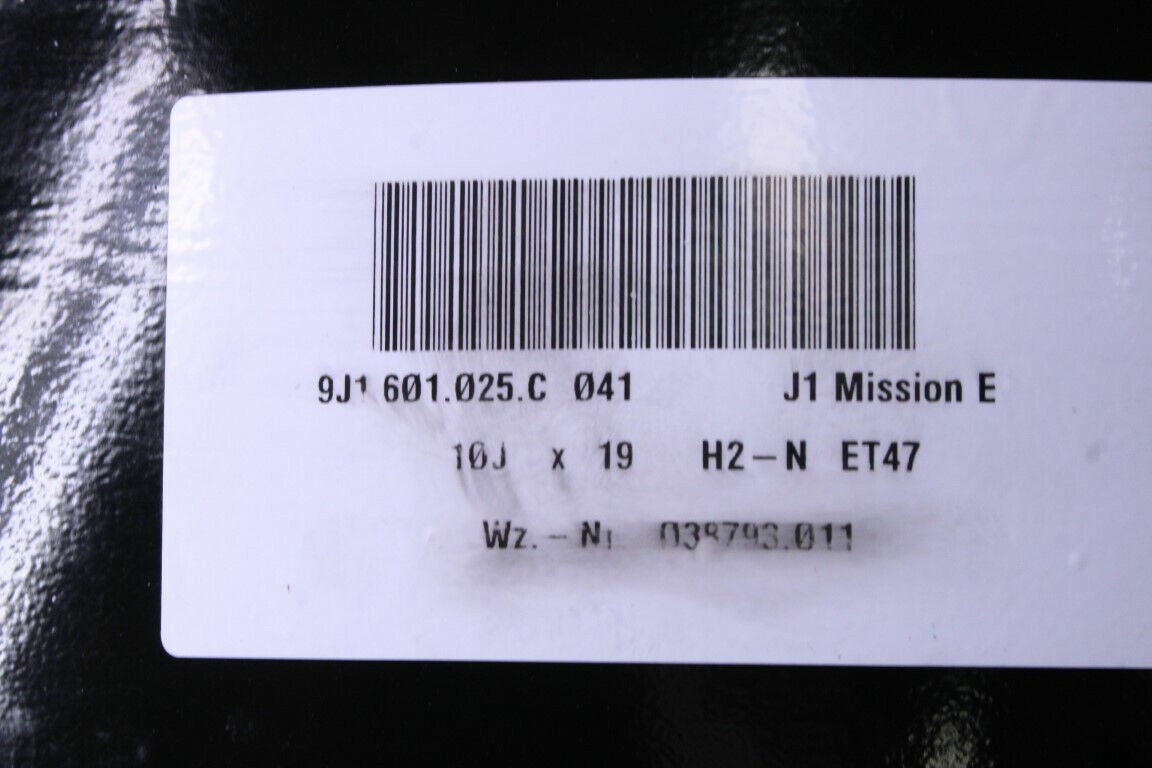 9J1 601.025.C 041 J1 Mission E
10J x 19 H2-N ET47
Wz.-Nr 038793.011